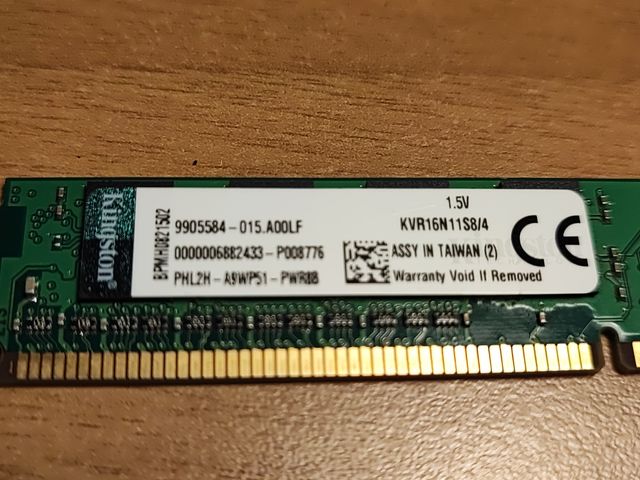 Kingston
BPMH0821502
9905584-015.A00LF
0000006882433-P008776
PHL2H-A9WP51-PWR8B
1.5V
KVR16N11S8/4
ASSY IN TAIWAN (2)
Warranty Void If Removed
CE